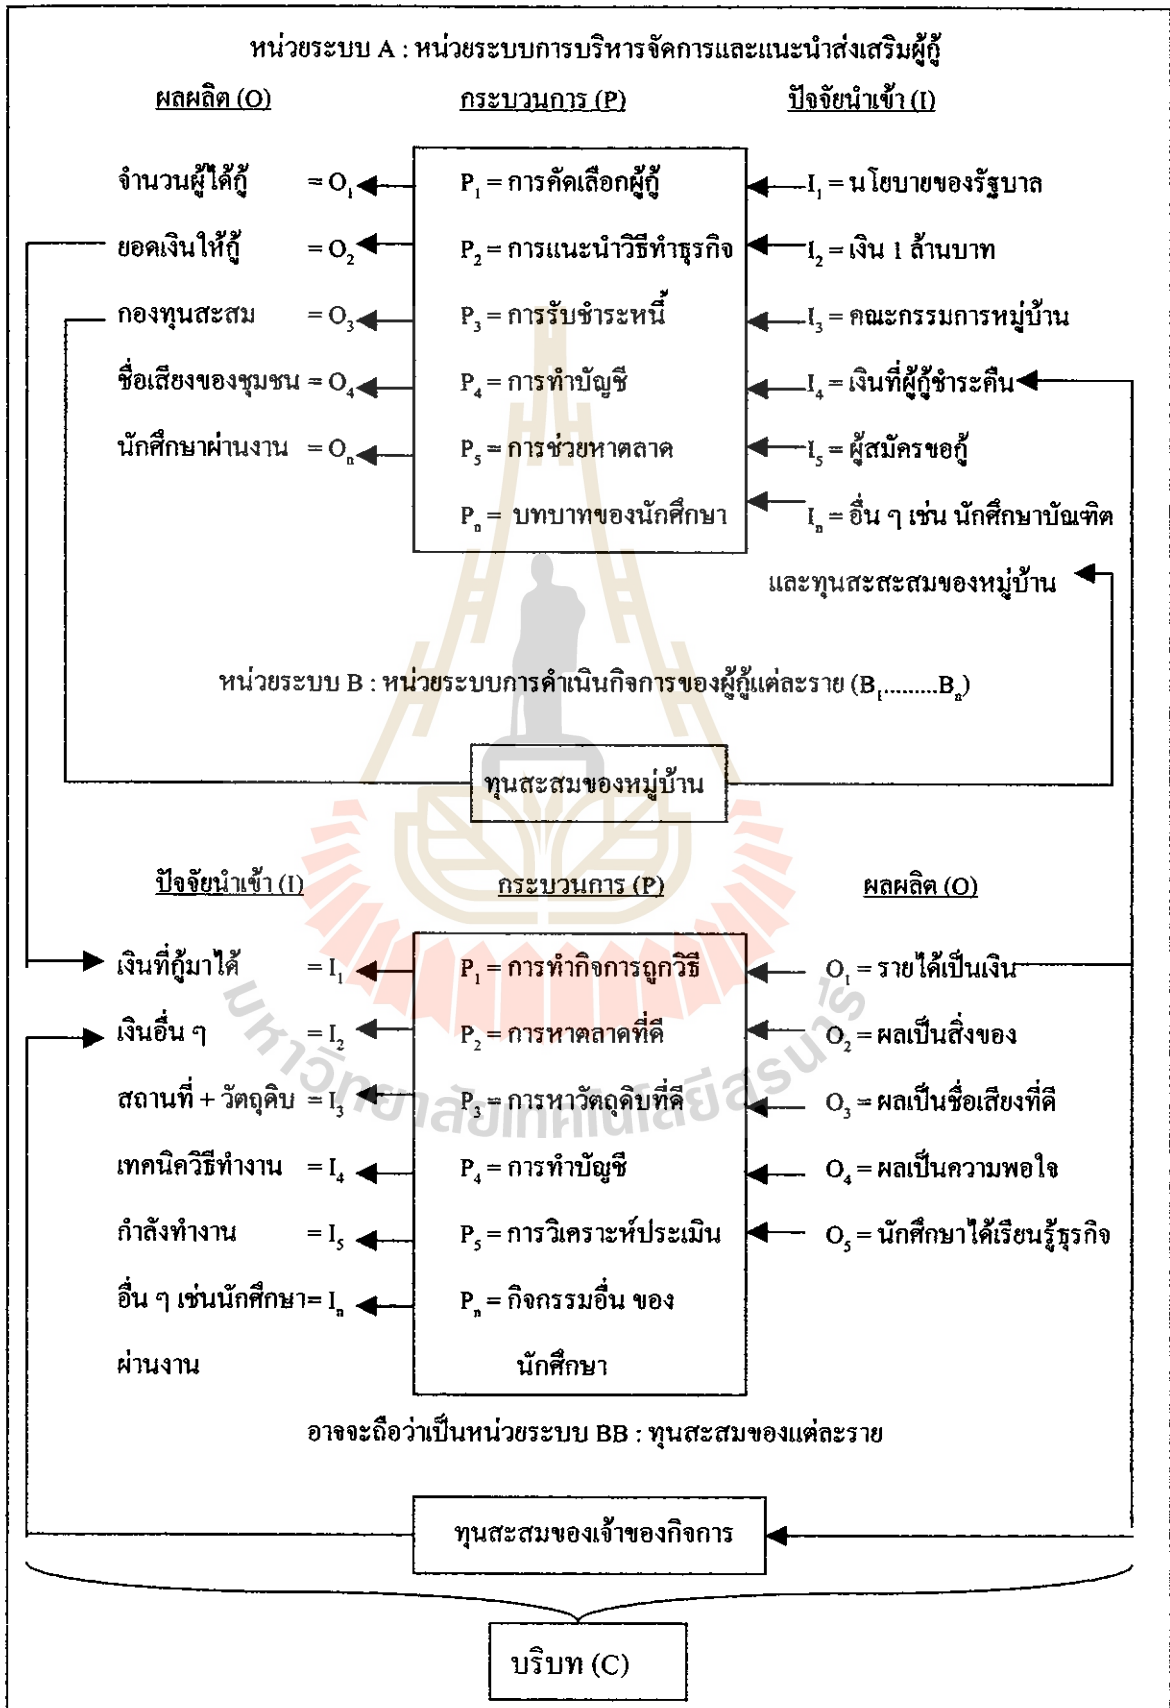 หน่วยระบบ A : หน่วยระบบการบริหารจัดการและแนะนำส่งเสริมผู้กู้
ผลผลิต (O) กระบวนการ (P) ปัจจัยนำเข้า (I)
จำนวนผู้ได้กู้ = O₁ P₁ = การคัดเลือกผู้กู้ I₁ = นโยบายของรัฐบาล
ยอดเงินให้กู้ = O₂ P₂ = การแนะนำวิธีทำธุรกิจ I₂ = เงิน 1 ล้านบาท
กองทุนสะสม = O₃ P₃ = การรับชำระหนี้ I₃ = คณะกรรมการหมู่บ้าน
ชื่อเสียงของชุมชน = O₄ P₄ = การทำบัญชี I₄ = เงินที่ผู้กู้ชำระคืน
นักศึกษาผ่านงาน = Oₙ P₅ = การช่วยหาตลาด I₅ = ผู้สมัครขอกู้
Pₙ = บทบาทของนักศึกษา Iₙ = อื่น ๆ เช่น นักศึกษาบัณฑิต
และทุนสะสะสมของหมู่บ้าน
หน่วยระบบ B : หน่วยระบบการดำเนินกิจการของผู้กู้แต่ละราย (B₁.........Bₙ)
ทุนสะสมของหมู่บ้าน
ปัจจัยนำเข้า (I) กระบวนการ (P) ผลผลิต (O)
เงินที่กู้มาได้ = I₁ P₁ = การทำกิจการถูกวิธี O₁ = รายได้เป็นเงิน
เงินอื่น ๆ = I₂ P₂ = การหาตลาดที่ดี O₂ = ผลเป็นสิ่งของ
สถานที่ + วัตถุดิบ = I₃ P₃ = การหาวัตถุดิบที่ดี O₃ = ผลเป็นชื่อเสียงที่ดี
เทคนิควิธีทำงาน = I₄ P₄ = การทำบัญชี O₄ = ผลเป็นความพอใจ
กำลังทำงาน = I₅ P₅ = การวิเคราะห์ประเมิน O₅ = นักศึกษาได้เรียนรู้ธุรกิจ
อื่น ๆ เช่นนักศึกษา= Iₙ Pₙ = กิจกรรมอื่น ของ
ผ่านงาน นักศึกษา
อาจจะถือว่าเป็นหน่วยระบบ BB : ทุนสะสมของแต่ละราย
ทุนสะสมของเจ้าของกิจการ
บริบท (C)
มหาวิทยาลัยเทคโนโลยีสุรนารี